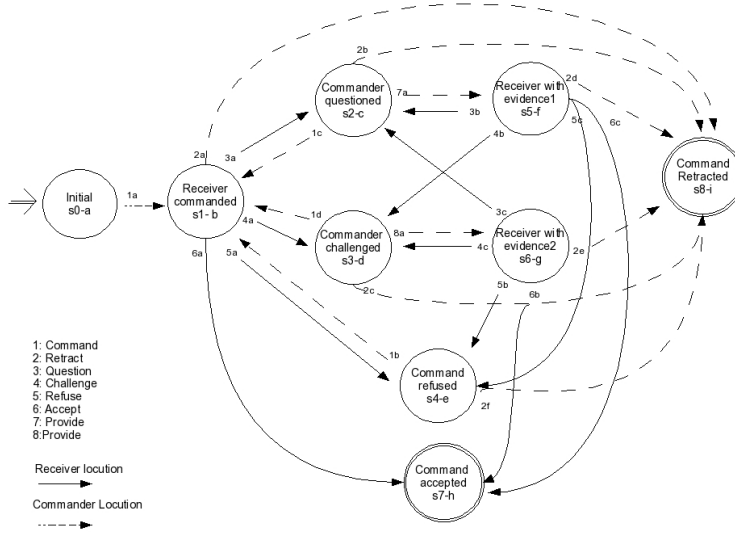 2b
Commander
questioned
s2-c
7a
Receiver with
evidence1
s5-f
2d
3b
5c
6c
1c
2a
3a
4b
Command
Retracted
s8-i
Initial
s0-a
1a
Receiver
commanded
s1- b
4a
1d
3c
Commander
challenged
s3-d
8a
4c
Receiver with
evidence2
s6-g
2e
6a
5a
2c
5b
6b
1b
Command
refused
s4-e
2f
1: Command
2: Retract
3: Question
4: Challenge
5: Refuse
6: Accept
7: Provide
8:Provide
Receiver locution
Commander Locution
Command
accepted
s7-h